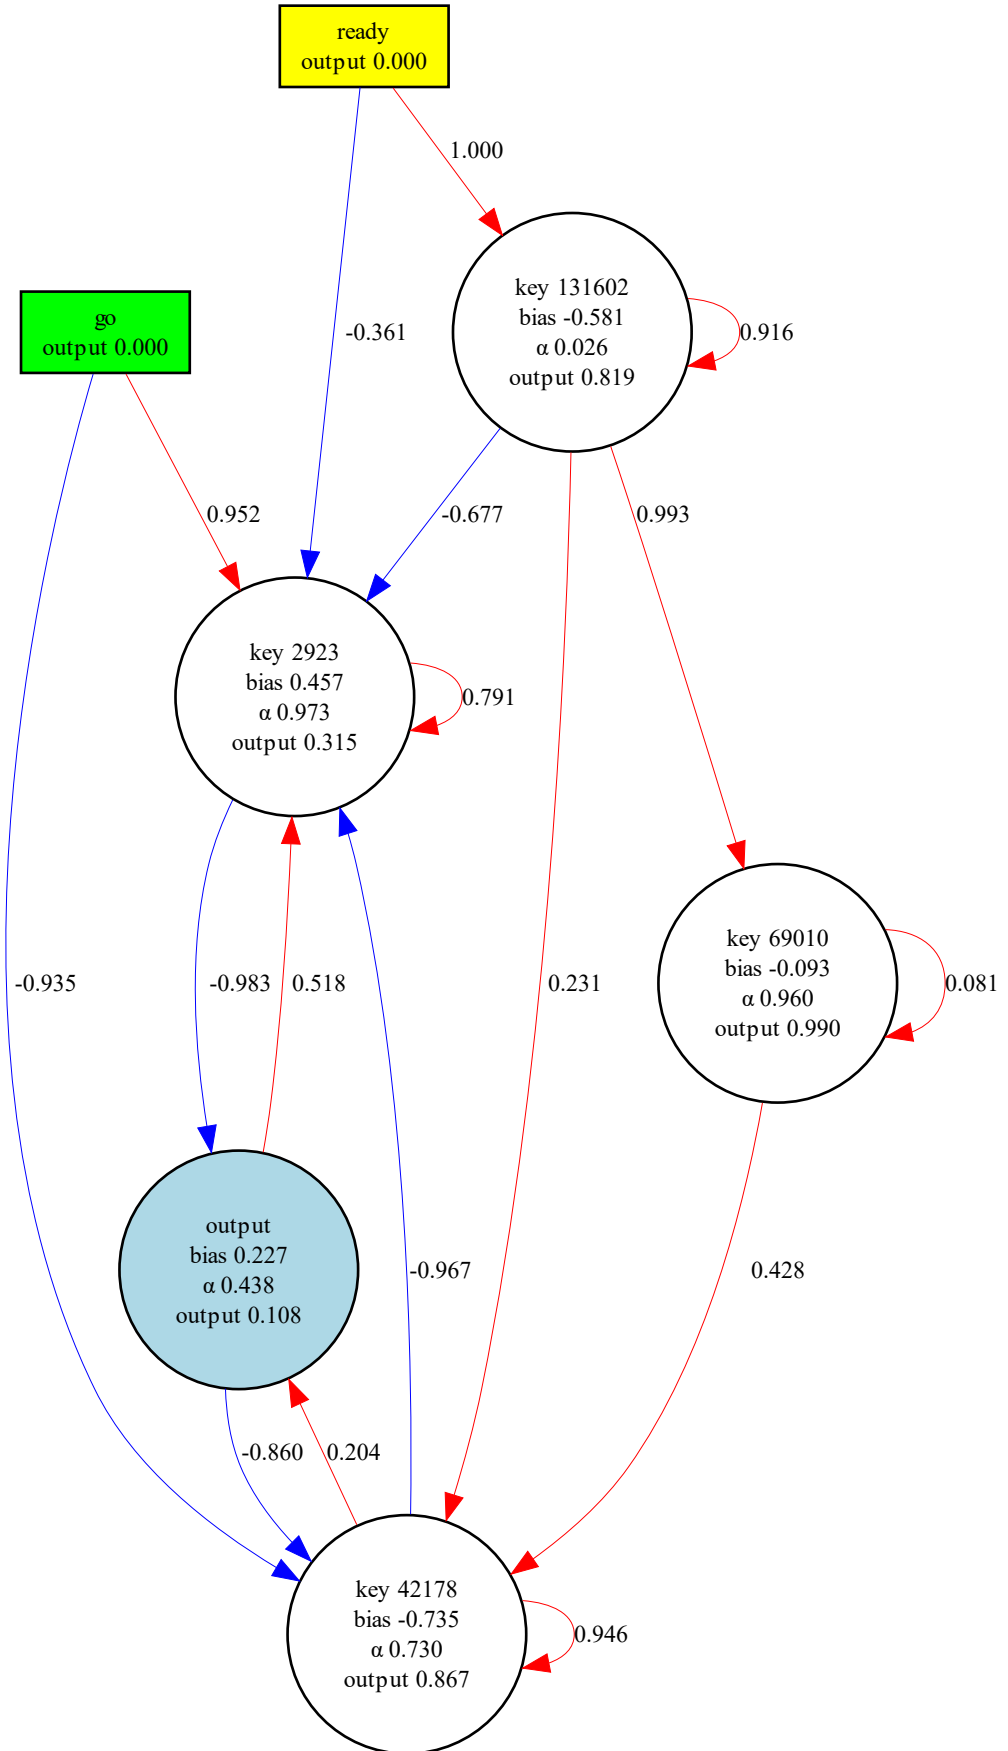 ready
output 0.000
1.000
key 131602
bias -0.581
α 0.026
output 0.819
0.916
go
output 0.000
-0.361
0.952
-0.677
0.993
key 2923
bias 0.457
α 0.973
output 0.315
0.791
key 69010
bias -0.093
α 0.960
output 0.990
0.081
-0.935
-0.983
0.518
0.231
output
bias 0.227
α 0.438
output 0.108
-0.967
0.428
-0.860
0.204
key 42178
bias -0.735
α 0.730
output 0.867
0.946